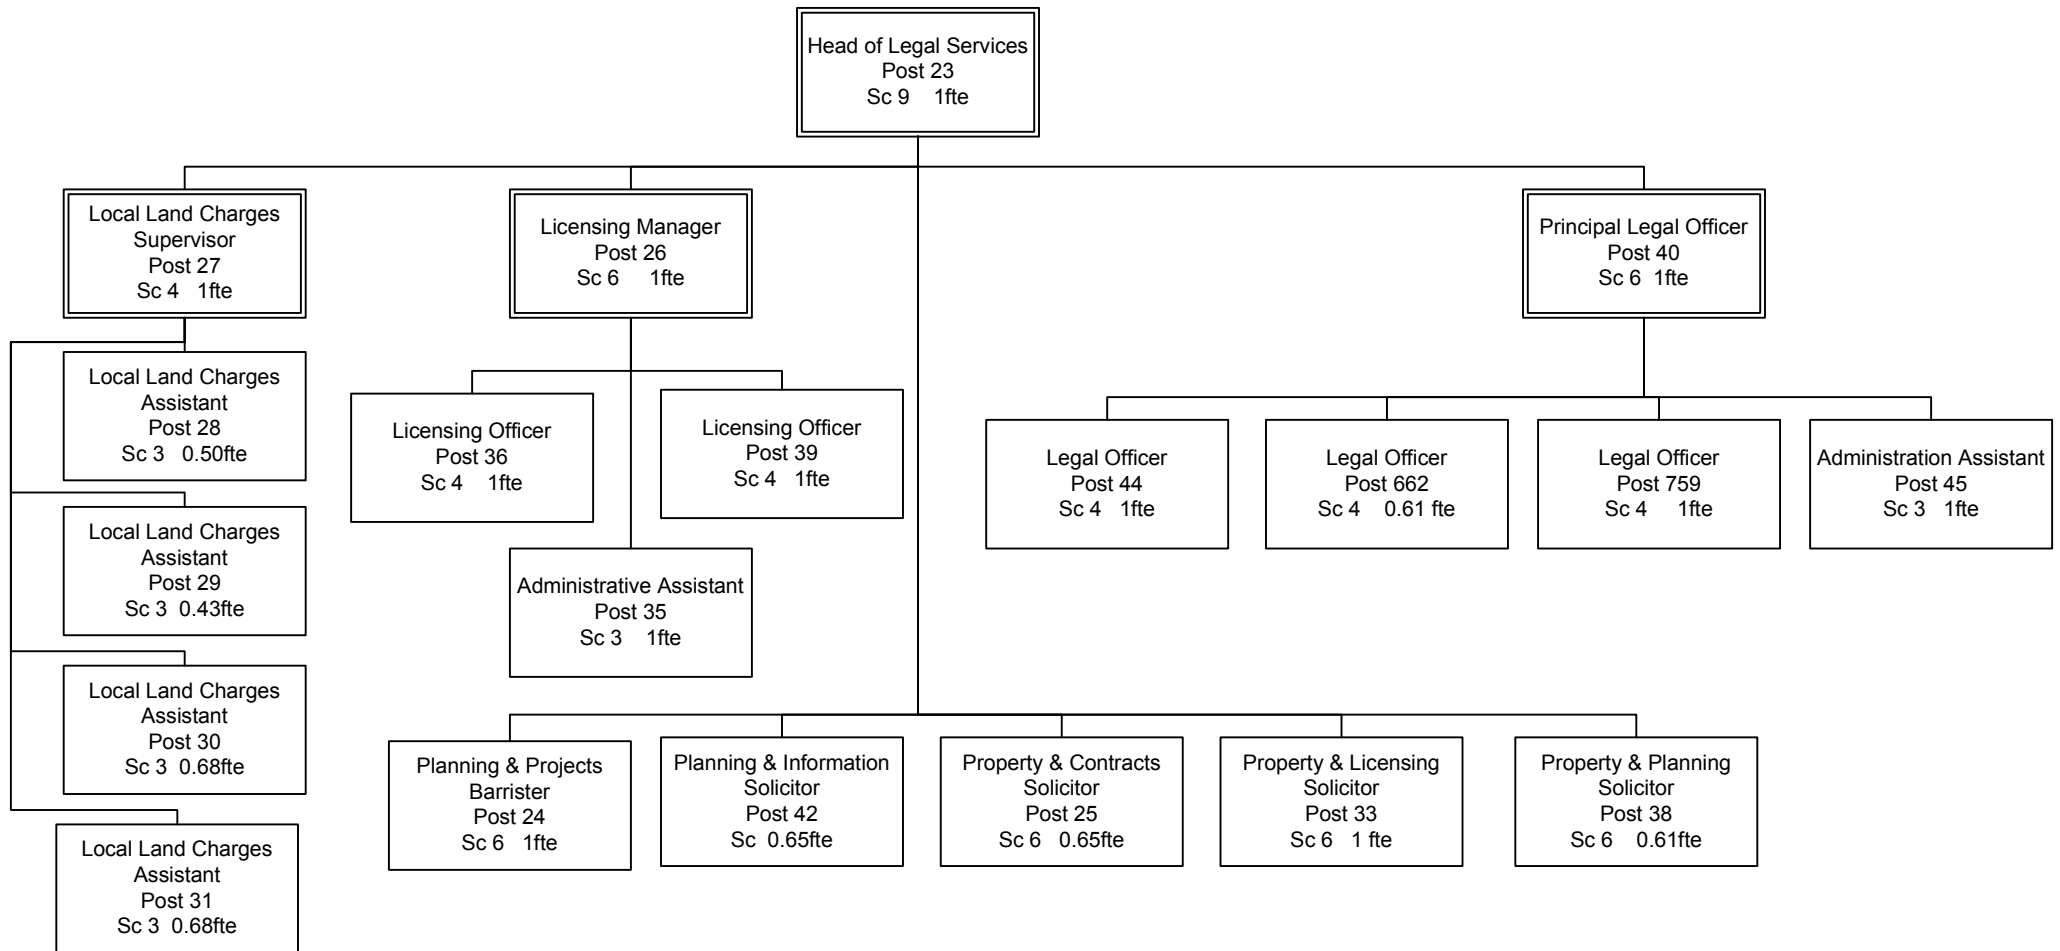 Head of Legal Services
Post 23
Sc 9 1fte
Local Land Charges
Supervisor
Post 27
Sc 4 1fte
Licensing Manager
Post 26
Sc 6 1fte
Principal Legal Officer
Post 40
Sc 6 1fte
Local Land Charges
Assistant
Post 28
Sc 3 0.50fte
Licensing Officer
Post 36
Sc 4 1fte
Licensing Officer
Post 39
Sc 4 1fte
Legal Officer
Post 44
Sc 4 1fte
Legal Officer
Post 662
Sc 4 0.61 fte
Legal Officer
Post 759
Sc 4 1fte
Administration Assistant
Post 45
Sc 3 1fte
Local Land Charges
Assistant
Post 29
Sc 3 0.43fte
Administrative Assistant
Post 35
Sc 3 1fte
Local Land Charges
Assistant
Post 30
Sc 3 0.68fte
Planning & Projects
Barrister
Post 24
Sc 6 1fte
Planning & Information
Solicitor
Post 42
Sc 0.65fte
Property & Contracts
Solicitor
Post 25
Sc 6 0.65fte
Property & Licensing
Solicitor
Post 33
Sc 6 1 fte
Property & Planning
Solicitor
Post 38
Sc 6 0.61fte
Local Land Charges
Assistant
Post 31
Sc 3 0.68fte